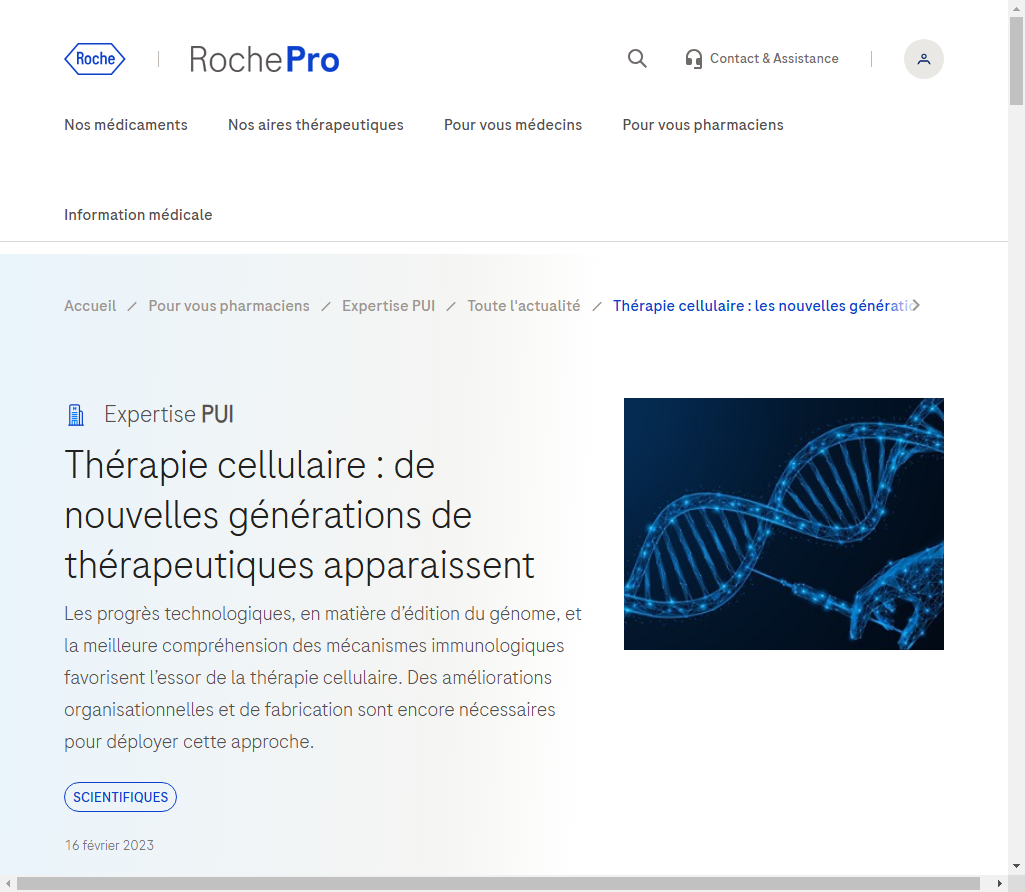 Roche
RochePro
Contact & Assistance
Nos médicaments
Nos aires thérapeutiques
Pour vous médecins
Pour vous pharmaciens
Information médicale
Accueil / Pour vous pharmaciens / Expertise PUI / Toute l'actualité / Thérapie cellulaire : les nouvelles
Expertise PUI
Thérapie cellulaire : de
nouvelles générations de
thérapeutiques apparaissent
Les progrès technologiques, en matière d’édition du génome, et
la meilleure compréhension des mécanismes immunologiques
favorisent l’essor de la thérapie cellulaire. Des améliorations
organisationnelles et de fabrication sont encore nécessaires
pour déployer cette approche.
SCIENTIFIQUES
16 février 2023